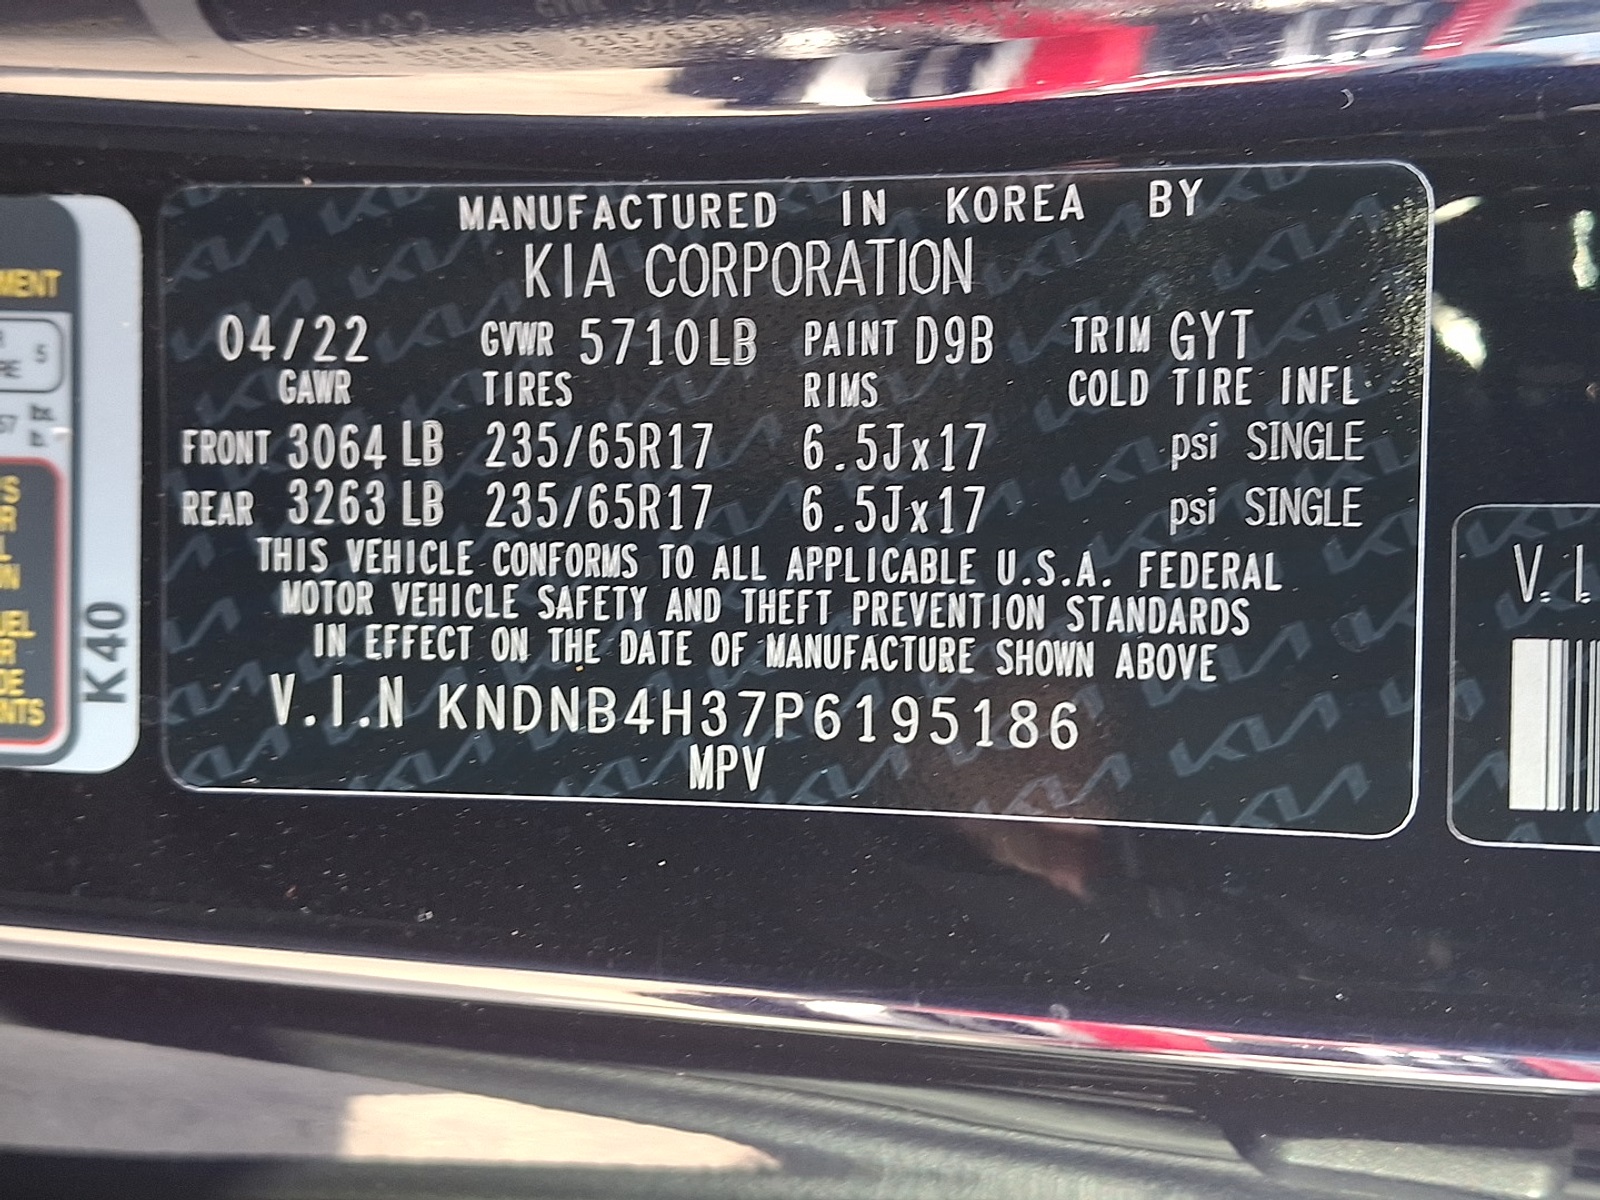 MANUFACTURED IN KOREA BY
KIA CORPORATION
04/22 GVWR 5710LB PAINT D9B TRIM GYT
GAWR TIRES RIMS COLD TIRE INFL
FRONT 3064 LB 235/65R17 6.5Jx17 psi SINGLE
REAR 3263 LB 235/65R17 6.5Jx17 psi SINGLE
THIS VEHICLE CONFORMS TO ALL APPLICABLE U.S.A. FEDERAL
MOTOR VEHICLE SAFETY AND THEFT PREVENTION STANDARDS
IN EFFECT ON THE DATE OF MANUFACTURE SHOWN ABOVE
V.I.N KNDNB4H37P6195186
MPV
K40
5
lbs.
V.I.